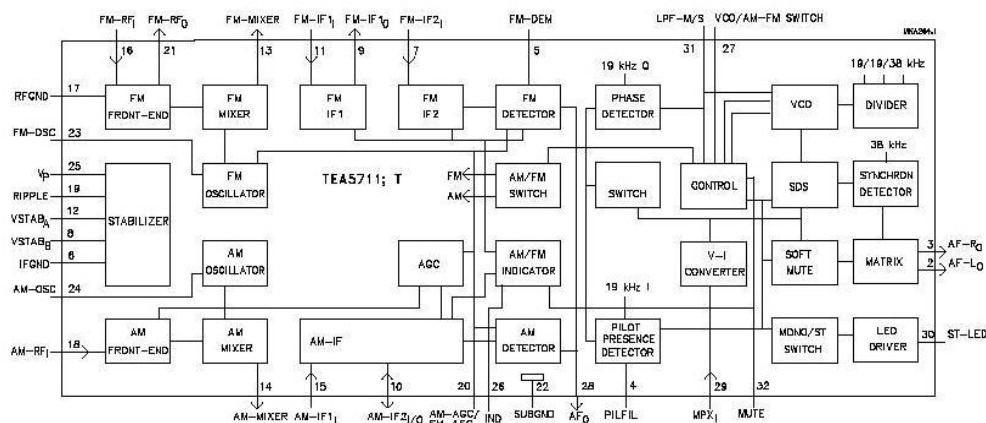 FM-RFI FM-RFO FM-MIXER FM-IF1I FM-IF1O FM-IF2I FM-DEM LPF-M/S VCO/AM-FM SWITCH
16 21 13 11 9 7 5 31 27
19 kHz Q 19/19/38 kHz
RFGND 17
FM FRONT-END
FM MIXER
FM IF1
FM IF2
FM DETECTOR
PHASE DETECTOR
VCO
DIVIDER
FM-OSC 23
38 kHz
VP 25
RIPPLE 19
VSTABA 12
VSTABB 8
IFGND 6
STABILIZER
FM OSCILLATOR
TEA5711; T
FM
AM
AM/FM SWITCH
SWITCH
CONTROL
SDS
SYNCHRON DETECTOR
AM OSCILLATOR
AGC
AM/FM INDICATOR
V-I CONVERTER
SOFT MUTE
MATRIX
3 AF-RO
2 AF-LO
AM-OSC 24
19 kHz I
AM-RFI 18
AM FRONT-END
AM MIXER
AM-IF
AM DETECTOR
PILOT PRESENCE DETECTOR
MONO/ST SWITCH
LED DRIVER
30 ST-LED
14 15 10 20 26 22 28 4 29 32
AM-MIXER AM-IF1I AM-IF2I/O AM-AGC/ FM-AFC IND SUBGND AFO PILFIL MPXI MUTE